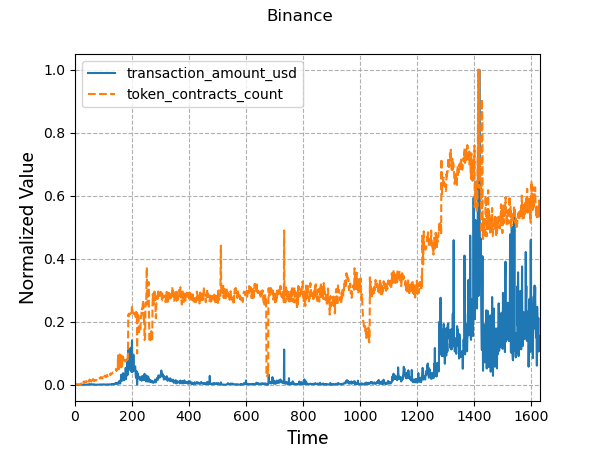 Binance
transaction_amount_usd
token_contracts_count
Normalized Value
1.0
0.8
0.6
0.4
0.2
0.0
0 200 400 600 800 1000 1200 1400 1600
Time